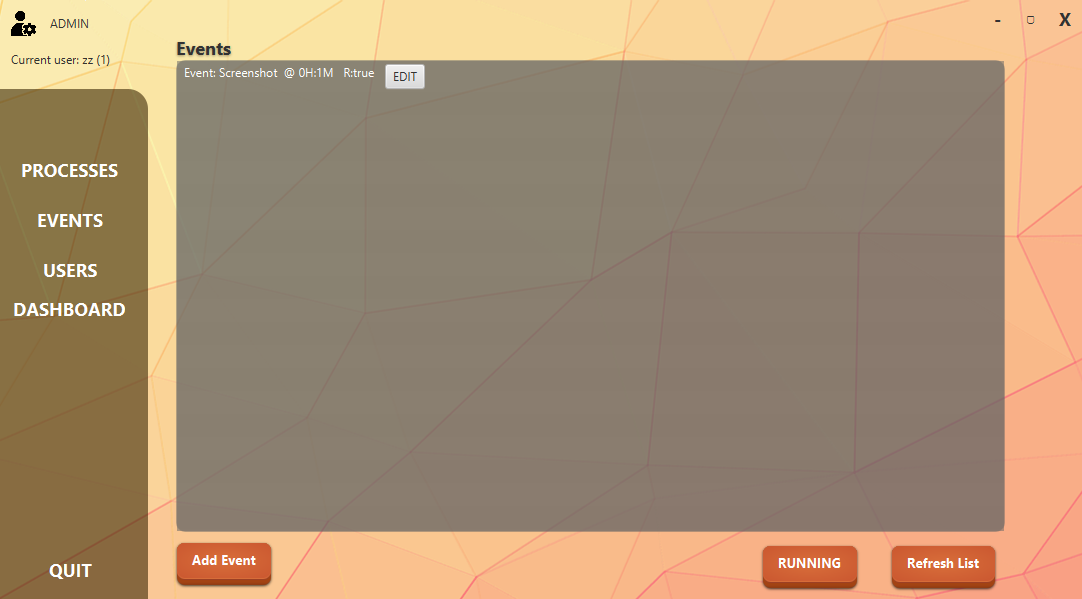 ADMIN
- □ X
Current user: zz (1)
Events
Event: Screenshot @ 0H:1M R:true EDIT
PROCESSES
EVENTS
USERS
DASHBOARD
QUIT
Add Event
RUNNING
Refresh List